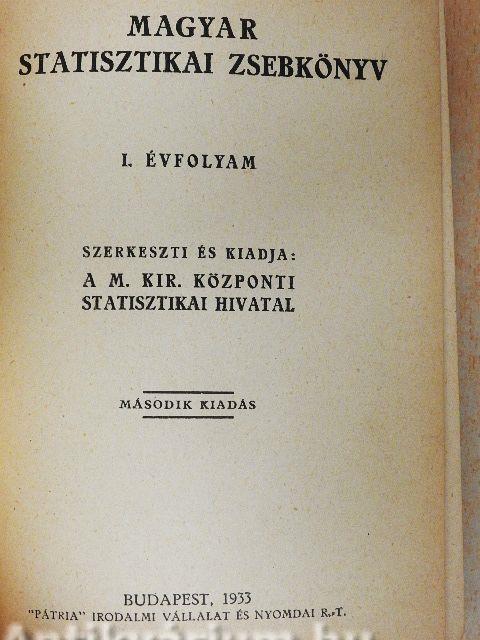 MAGYAR
STATISZTIKAI ZSEBKÖNYV
I. ÉVFOLYAM
SZERKESZTI ÉS KIADJA:
A M. KIR. KÖZPONTI
STATISZTIKAI HIVATAL
MÁSODIK KIADÁS
BUDAPEST, 1933
"PÁTRIA" IRODALMI VÁLLALAT ÉS NYOMDAI R.-T.